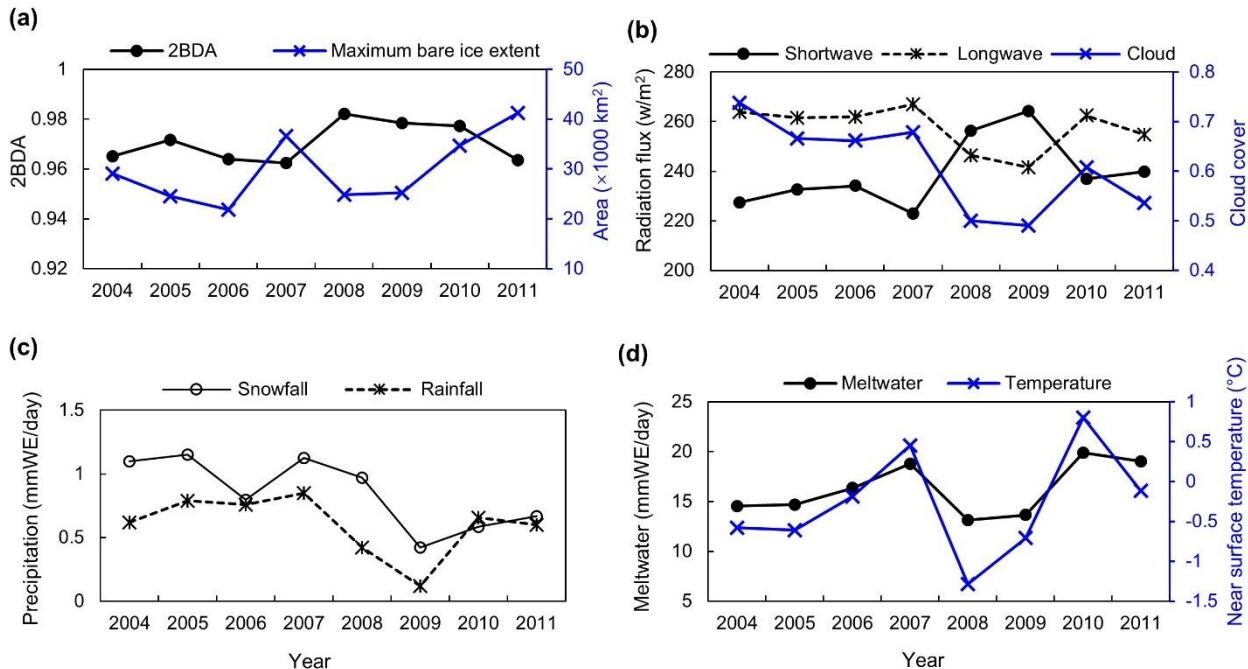 (a)
2BDA Maximum bare ice extent
1
0.98
0.96
0.94
0.92
2BDA
50
40
30
20
10
Area (×1000 km²)
2004 2005 2006 2007 2008 2009 2010 2011
(b)
Shortwave Longwave Cloud
280
260
240
220
200
Radiation flux (w/m²)
0.8
0.7
0.6
0.5
0.4
Cloud cover
2004 2005 2006 2007 2008 2009 2010 2011
(c)
Snowfall Rainfall
1.5
1
0.5
0
Precipitation (mmWE/day)
2004 2005 2006 2007 2008 2009 2010 2011
Year
(d)
Meltwater Temperature
25
20
15
10
5
Meltwater (mmWE/day)
1
0.5
0
-0.5
-1
-1.5
Near surface temperature (°C)
2004 2005 2006 2007 2008 2009 2010 2011
Year